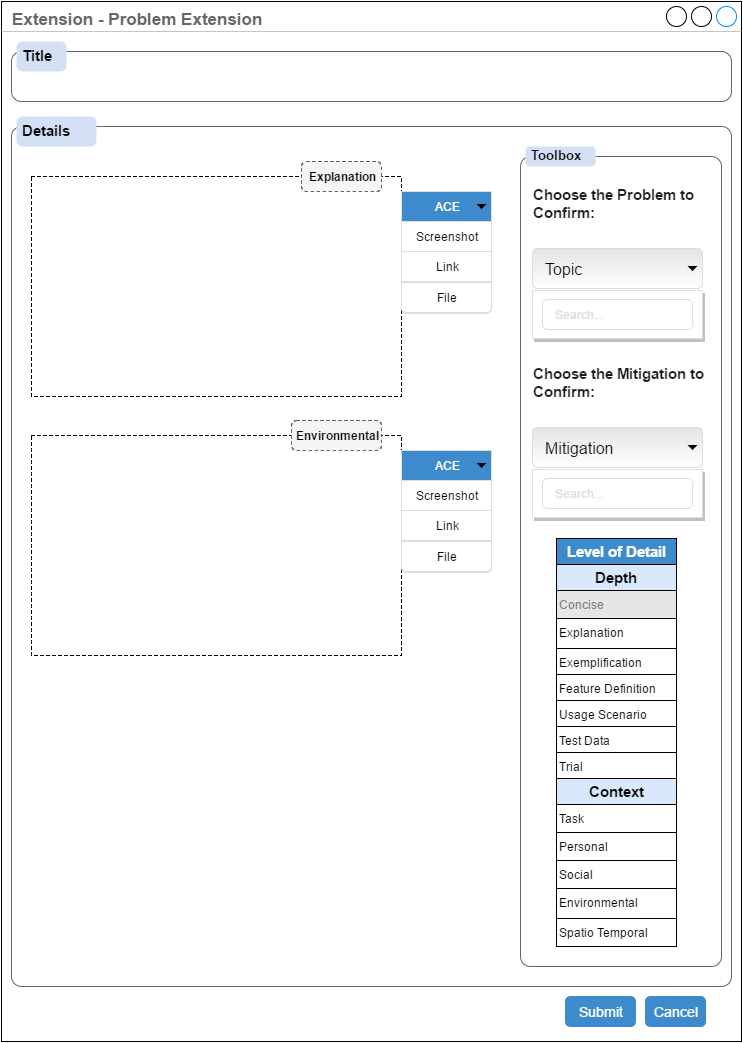 Extension - Problem Extension
Title
Details
Explanation
ACE
Screenshot
Link
File
Environmental
ACE
Screenshot
Link
File
Toolbox
Choose the Problem to
Confirm:
Topic
Search...
Choose the Mitigation to
Confirm:
Mitigation
Search...
Level of Detail
Depth
Concise
Explanation
Exemplification
Feature Definition
Usage Scenario
Test Data
Trial
Context
Task
Personal
Social
Environmental
Spatio Temporal
Submit
Cancel